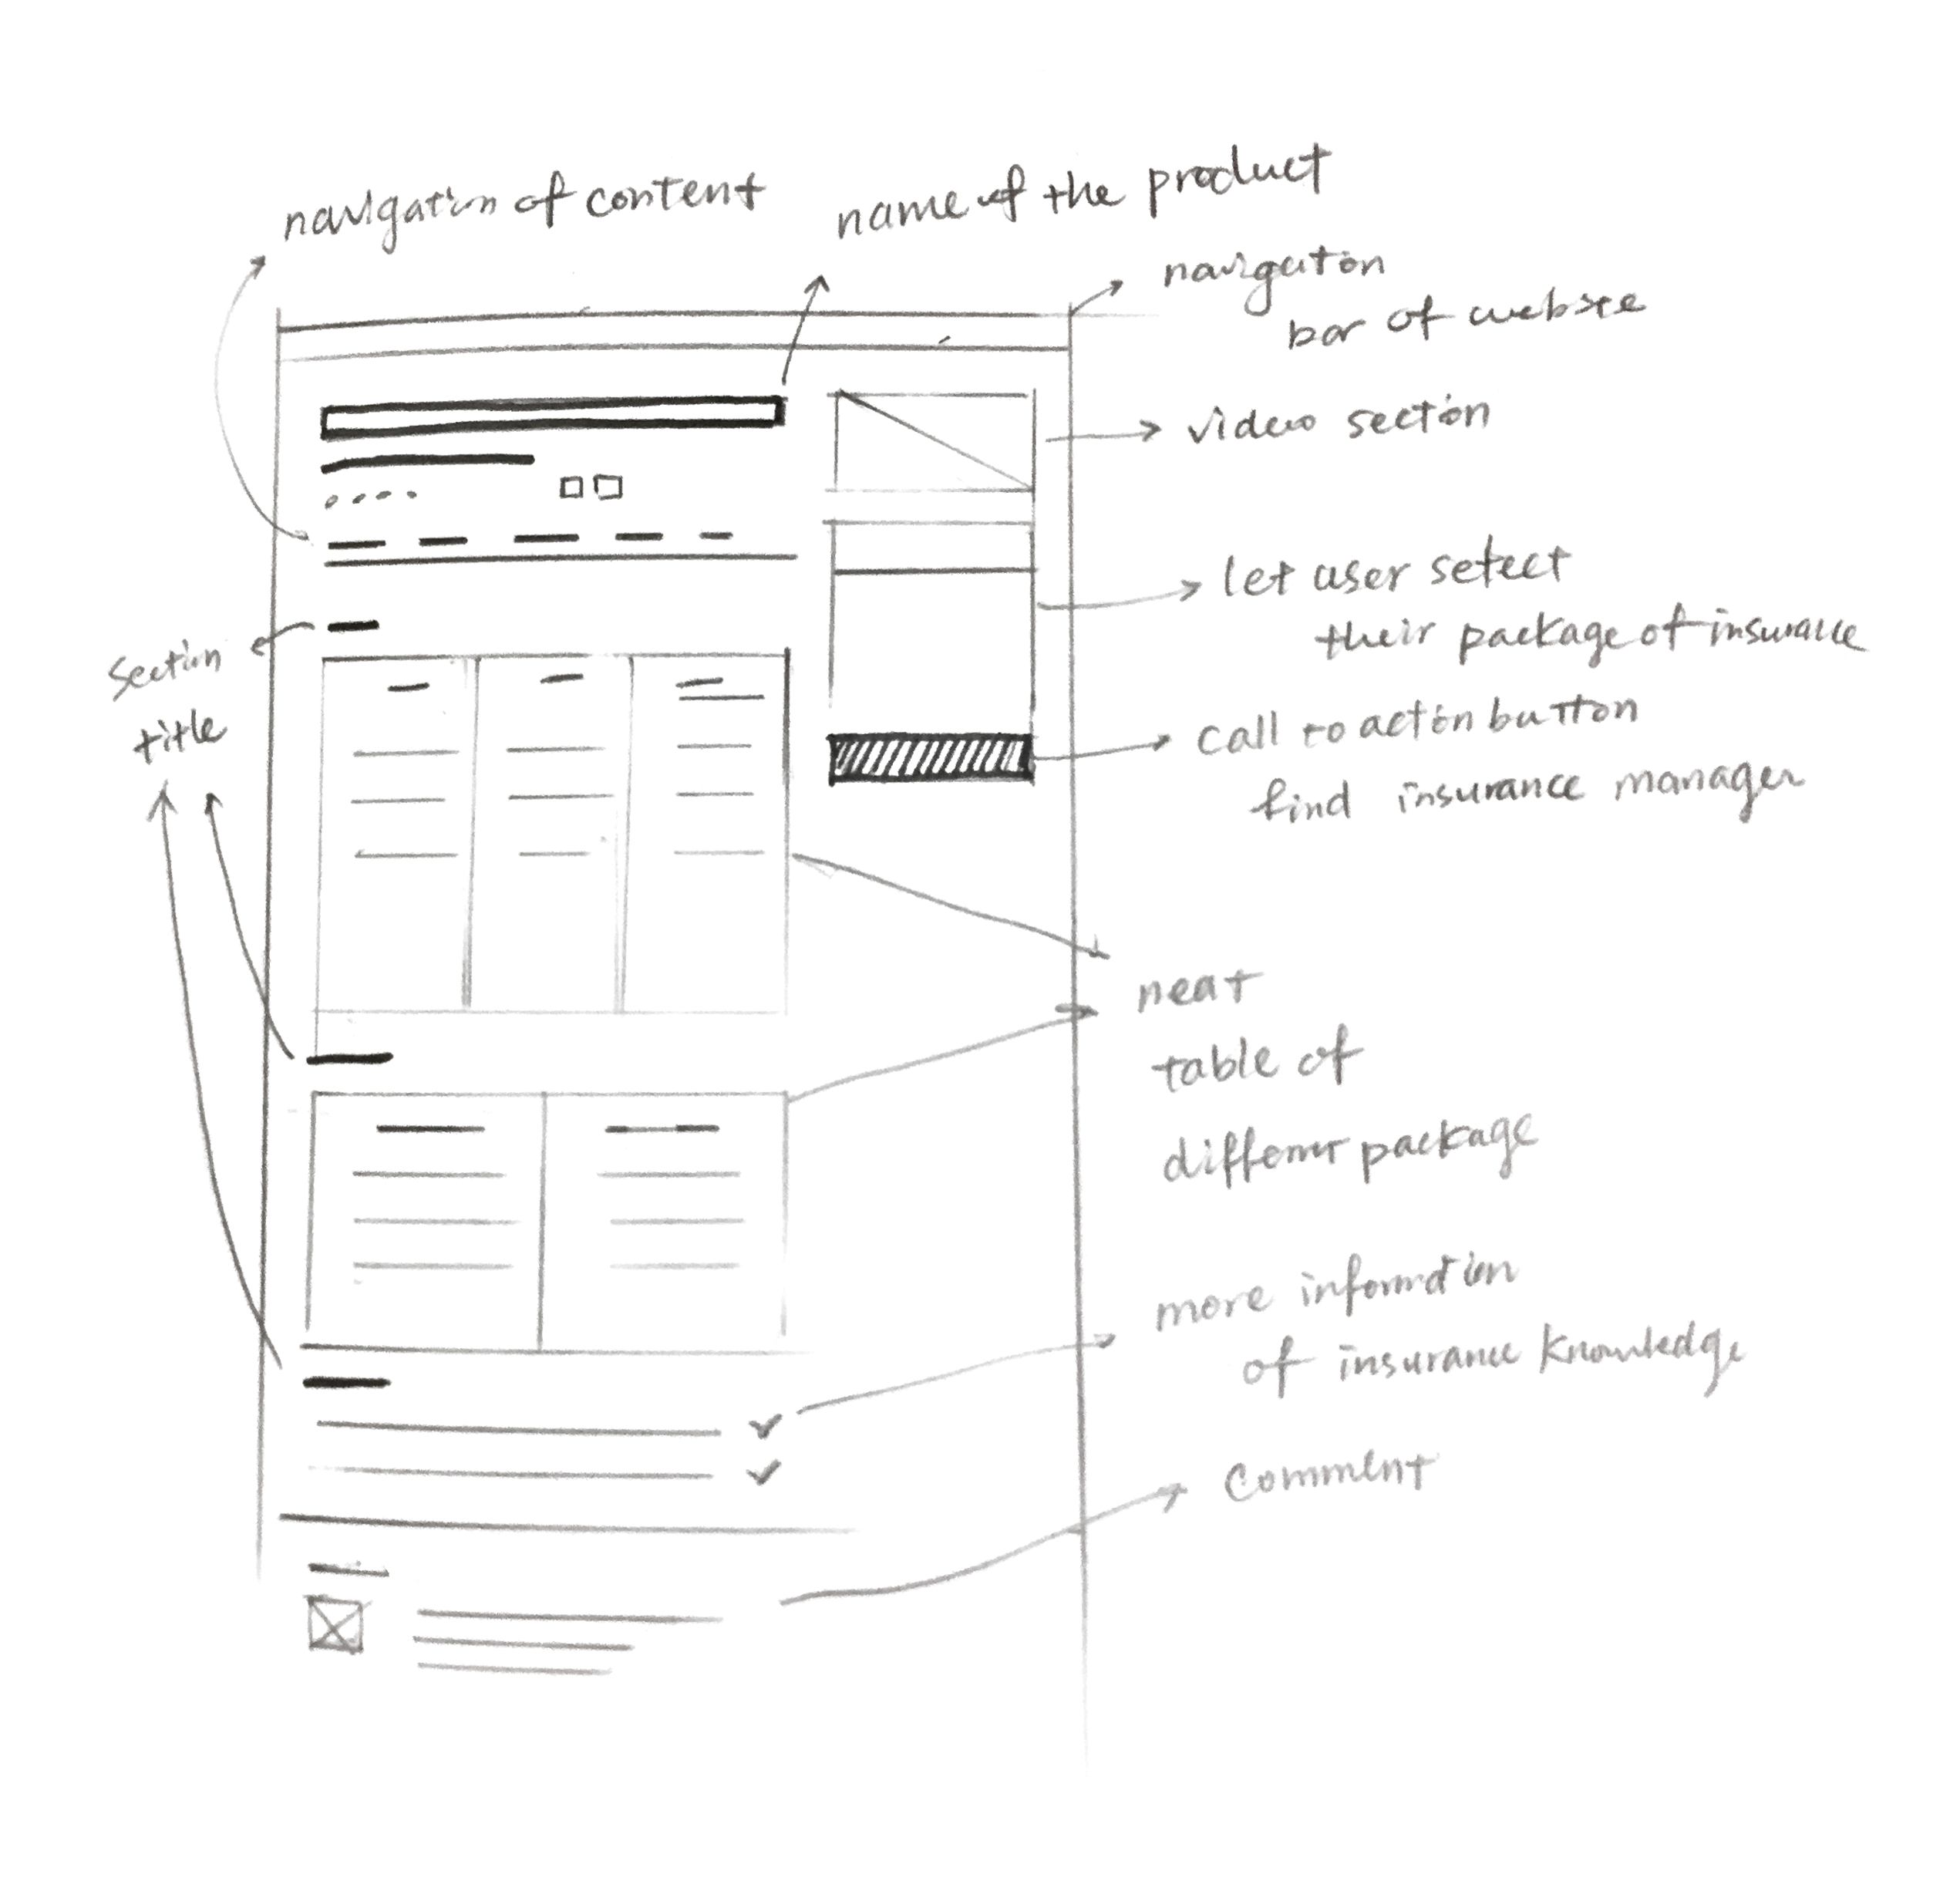 navigation of content
name of the product
navigation
bar of website
video section
let user select
their package of insurance
section
title
call to action button
find insurance manager
neat
table of
different package
more information
of insurance knowledge
comment